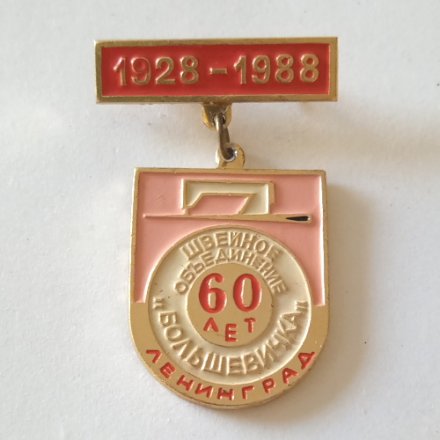 1928-1988
ШВЕЙНОЕ
ОБЪЕДИНЕНИЕ
60
ЛЕТ
"БОЛЬШЕВИЧКА"
ЛЕНИНГРАД